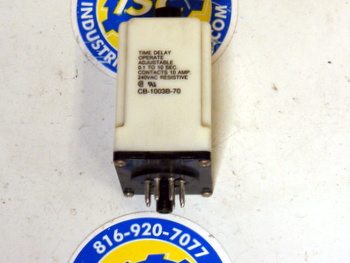 TIME DELAY
OPERATE
ADJUSTABLE
0.1 TO 10 SEC.
CONTACTS 10 AMP.
240VAC RESISTIVE
CB-1003B-70
816-920-7077